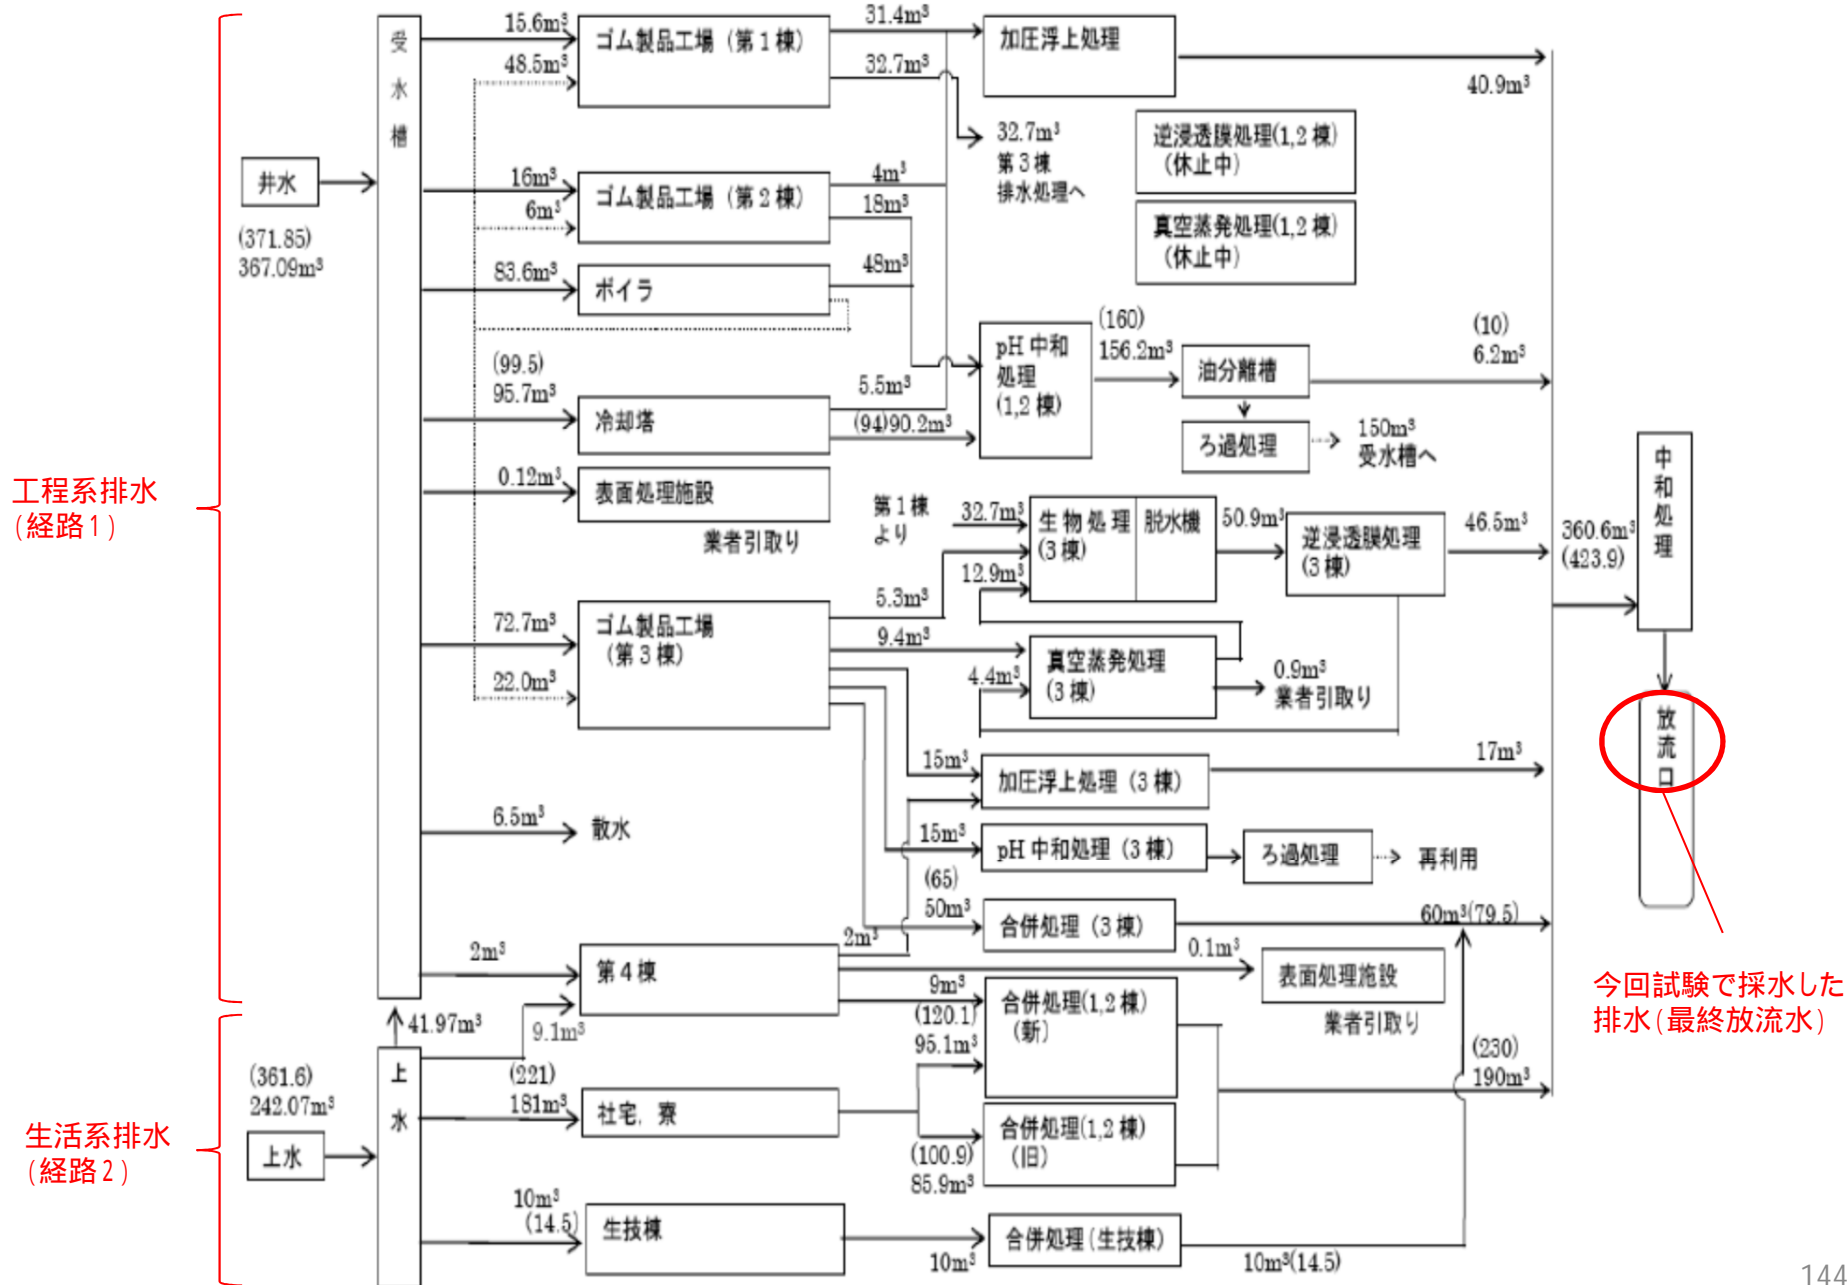 工程系排水
(経路1)
生活系排水
(経路2)
井水
(371.85)
367.09m³
(361.6)
242.07m³
上水
受水槽
41.97m³
上水
15.6m³
48.5m³
ゴム製品工場（第１棟）
31.4m³
32.7m³
加圧浮上処理
40.9m³
32.7m³
第３棟
排水処理へ
逆浸透膜処理(1,2 棟)
(休止中)
真空蒸発処理(1,2 棟)
(休止中)
16m³
6m³
ゴム製品工場（第２棟）
4m³
18m³
83.6m³
ボイラ
48m³
(99.5)
95.7m³
冷却塔
5.5m³
(94)90.2m³
pH 中和
処理
(1,2 棟)
(160)
156.2m³
油分離槽
(10)
6.2m³
ろ過処理
150m³
受水槽へ
0.12m³
表面処理施設
業者引取り
第１棟
より
32.7m³
12.9m³
生物処理
(3 棟)
脱水機
50.9m³
逆浸透膜処理
(3 棟)
46.5m³
360.6m³
(423.9)
中和処理
放流口
72.7m³
22.0m³
ゴム製品工場
（第３棟）
5.3m³
9.4m³
4.4m³
真空蒸発処理
(3 棟)
0.9m³
業者引取り
15m³
加圧浮上処理（3 棟）
17m³
6.5m³
散水
15m³
pH 中和処理（3 棟）
ろ過処理
再利用
(65)
50m³
合併処理（3 棟）
60m³(79.5)
2m³
9.1m³
第４棟
2m³
0.1m³
表面処理施設
業者引取り
9m³
(120.1)
95.1m³
合併処理(1,2 棟)
(新)
(221)
181m³
社宅，寮
(100.9)
85.9m³
合併処理(1,2 棟)
(旧)
(230)
190m³
10m³
(14.5)
生技棟
10m³
合併処理(生技棟)
10m³(14.5)
今回試験で採水した
排水(最終放流水)
144